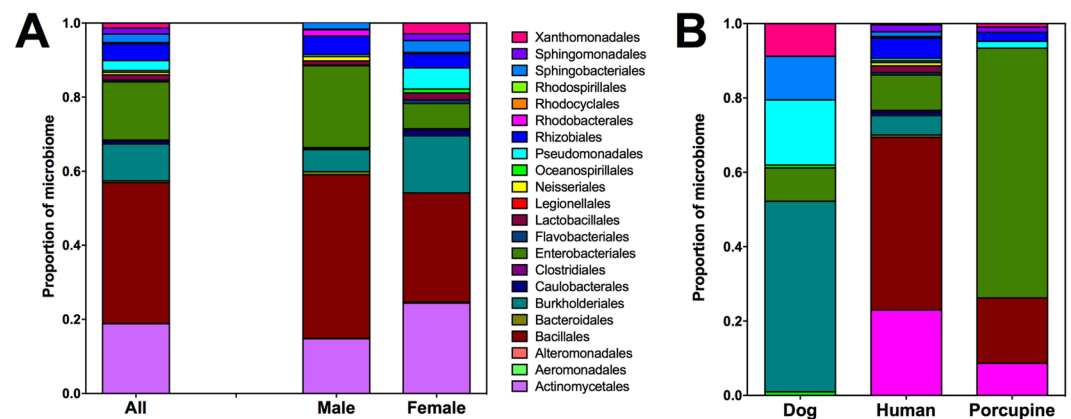 A
Proportion of microbiome
1.0
0.8
0.6
0.4
0.2
0.0
All
Male
Female
Xanthomonadales
Sphingomonadales
Sphingobacteriales
Rhodospirillales
Rhodocyclales
Rhodobacterales
Rhizobiales
Pseudomonadales
Oceanospirillales
Neisseriales
Legionellales
Lactobacillales
Flavobacteriales
Enterobacteriales
Clostridiales
Caulobacterales
Burkholderiales
Bacteroidales
Bacillales
Alteromonadales
Aeromonadales
Actinomycetales
B
Proportion of microbiome
1.0
0.8
0.6
0.4
0.2
0.0
Dog
Human
Porcupine